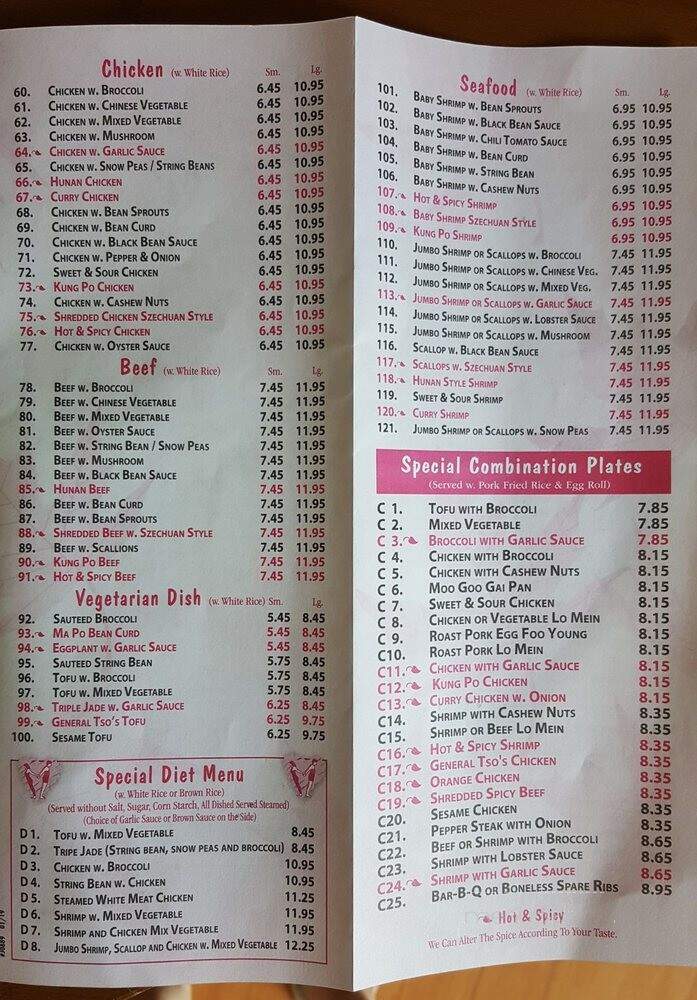 Chicken (w. White Rice) Sm. Lg.
60. CHICKEN W. BROCCOLI 6.45 10.95
61. CHICKEN W. CHINESE VEGETABLE 6.45 10.95
62. CHICKEN W. MIXED VEGETABLE 6.45 10.95
63. CHICKEN W. MUSHROOM 6.45 10.95
64. CHICKEN W. GARLIC SAUCE 6.45 10.95
65. CHICKEN W. SNOW PEAS / STRING BEANS 6.45 10.95
66. HUNAN CHICKEN 6.45 10.95
67. CURRY CHICKEN 6.45 10.95
68. CHICKEN W. BEAN SPROUTS 6.45 10.95
69. CHICKEN W. BEAN CURD 6.45 10.95
70. CHICKEN W. BLACK BEAN SAUCE 6.45 10.95
71. CHICKEN W. PEPPER & ONION 6.45 10.95
72. SWEET & SOUR CHICKEN 6.45 10.95
73. KUNG PO CHICKEN 6.45 10.95
74. CHICKEN W. CASHEW NUTS 6.45 10.95
75. SHREDDED CHICKEN SZECHUAN STYLE 6.45 10.95
76. HOT & SPICY CHICKEN 6.45 10.95
77. CHICKEN W. OYSTER SAUCE 6.45 10.95
Beef (w. White Rice) Sm. Lg.
78. BEEF W. BROCCOLI 7.45 11.95
79. BEEF W. CHINESE VEGETABLE 7.45 11.95
80. BEEF W. MIXED VEGETABLE 7.45 11.95
81. BEEF W. OYSTER SAUCE 7.45 11.95
82. BEEF W. STRING BEAN / SNOW PEAS 7.45 11.95
83. BEEF W. MUSHROOM 7.45 11.95
84. BEEF W. BLACK BEAN SAUCE 7.45 11.95
85. HUNAN BEEF 7.45 11.95
86. BEEF W. BEAN CURD 7.45 11.95
87. BEEF W. BEAN SPROUTS 7.45 11.95
88. SHREDDED BEEF W. SZECHUAN STYLE 7.45 11.95
89. BEEF W. SCALLIONS 7.45 11.95
90. KUNG PO BEEF 7.45 11.95
91. HOT & SPICY BEEF 7.45 11.95
Vegetarian Dish (w. White Rice) Sm. Lg.
92. SAUTEED BROCCOLI 5.45 8.45
93. MA PO BEAN CURD 5.45 8.45
94. EGGPLANT W. GARLIC SAUCE 5.45 8.45
95. SAUTEED STRING BEAN 5.75 8.45
96. TOFU W. BROCCOLI 5.75 8.45
97. TOFU W. MIXED VEGETABLE 5.75 8.45
98. TRIPLE JADE W. GARLIC SAUCE 6.25 8.45
99. GENERAL TSO'S TOFU 6.25 9.75
100. SESAME TOFU 6.25 9.75
Special Diet Menu
(w. White Rice or Brown Rice)
(Served without Salt, Sugar, Corn Starch, All Dished Served Steamed)
(Choice of Garlic Sauce or Brown Sauce on the Side)
D 1. TOFU W. MIXED VEGETABLE 8.45
D 2. TRIPE JADE (STRING BEAN, SNOW PEAS AND BROCCOLI) 8.45
D 3. CHICKEN W. BROCCOLI 10.95
D 4. STRING BEAN W. CHICKEN 10.95
D 5. STEAMED WHITE MEAT CHICKEN 11.25
D 6. SHRIMP W. MIXED VEGETABLE 11.95
D 7. SHRIMP AND CHICKEN MIX VEGETABLE 11.95
D 8. JUMBO SHRIMP, SCALLOP AND CHICKEN W. MIXED VEGETABLE 12.25
#30889 01/19
Seafood (w. White Rice) Sm. Lg.
101. BABY SHRIMP W. BEAN SPROUTS 6.95 10.95
102. BABY SHRIMP W. BLACK BEAN SAUCE 6.95 10.95
103. BABY SHRIMP W. CHILI TOMATO SAUCE 6.95 10.95
104. BABY SHRIMP W. BEAN CURD 6.95 10.95
105. BABY SHRIMP W. STRING BEAN 6.95 10.95
106. BABY SHRIMP W. CASHEW NUTS 6.95 10.95
107. HOT & SPICY SHRIMP 6.95 10.95
108. BABY SHRIMP SZECHUAN STYLE 6.95 10.95
109. KUNG PO SHRIMP 6.95 10.95
110. JUMBO SHRIMP OR SCALLOPS W. BROCCOLI 7.45 11.95
111. JUMBO SHRIMP OR SCALLOPS W. CHINESE VEG. 7.45 11.95
112. JUMBO SHRIMP OR SCALLOPS W. MIXED VEG. 7.45 11.95
113. JUMBO SHRIMP OR SCALLOPS W. GARLIC SAUCE 7.45 11.95
114. JUMBO SHRIMP OR SCALLOPS W. LOBSTER SAUCE 7.45 11.95
115. JUMBO SHRIMP OR SCALLOPS W. MUSHROOM 7.45 11.95
116. SCALLOP W. BLACK BEAN SAUCE 7.45 11.95
117. SCALLOPS W. SZECHUAN STYLE 7.45 11.95
118. HUNAN STYLE SHRIMP 7.45 11.95
119. SWEET & SOUR SHRIMP 7.45 11.95
120. CURRY SHRIMP 7.45 11.95
121. JUMBO SHRIMP OR SCALLOPS W. SNOW PEAS 7.45 11.95
Special Combination Plates
(Served w. Pork Fried Rice & Egg Roll)
C 1. TOFU WITH BROCCOLI 7.85
C 2. MIXED VEGETABLE 7.85
C 3. BROCCOLI WITH GARLIC SAUCE 7.85
C 4. CHICKEN WITH BROCCOLI 8.15
C 5. CHICKEN WITH CASHEW NUTS 8.15
C 6. MOO GOO GAI PAN 8.15
C 7. SWEET & SOUR CHICKEN 8.15
C 8. CHICKEN OR VEGETABLE LO MEIN 8.15
C 9. ROAST PORK EGG FOO YOUNG 8.15
C10. ROAST PORK LO MEIN 8.15
C11. CHICKEN WITH GARLIC SAUCE 8.15
C12. KUNG PO CHICKEN 8.15
C13. CURRY CHICKEN W. ONION 8.15
C14. SHRIMP WITH CASHEW NUTS 8.35
C15. SHRIMP OR BEEF LO MEIN 8.35
C16. HOT & SPICY SHRIMP 8.35
C17. GENERAL TSO'S CHICKEN 8.35
C18. ORANGE CHICKEN 8.35
C19. SHREDDED SPICY BEEF 8.35
C20. SESAME CHICKEN 8.35
C21. PEPPER STEAK WITH ONION 8.35
C22. BEEF OR SHRIMP WITH BROCCOLI 8.65
C23. SHRIMP WITH LOBSTER SAUCE 8.65
C24. SHRIMP WITH GARLIC SAUCE 8.65
C25. BAR-B-Q OR BONELESS SPARE RIBS 8.95
Hot & Spicy
We Can Alter The Spice According To Your Taste.